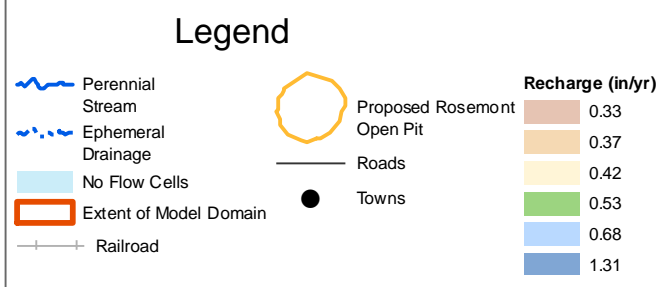 Legend
Perennial
Stream
Ephemeral
Drainage
No Flow Cells
Extent of Model Domain
Railroad
Proposed Rosemont
Open Pit
Roads
Towns
Recharge (in/yr)
0.33
0.37
0.42
0.53
0.68
1.31